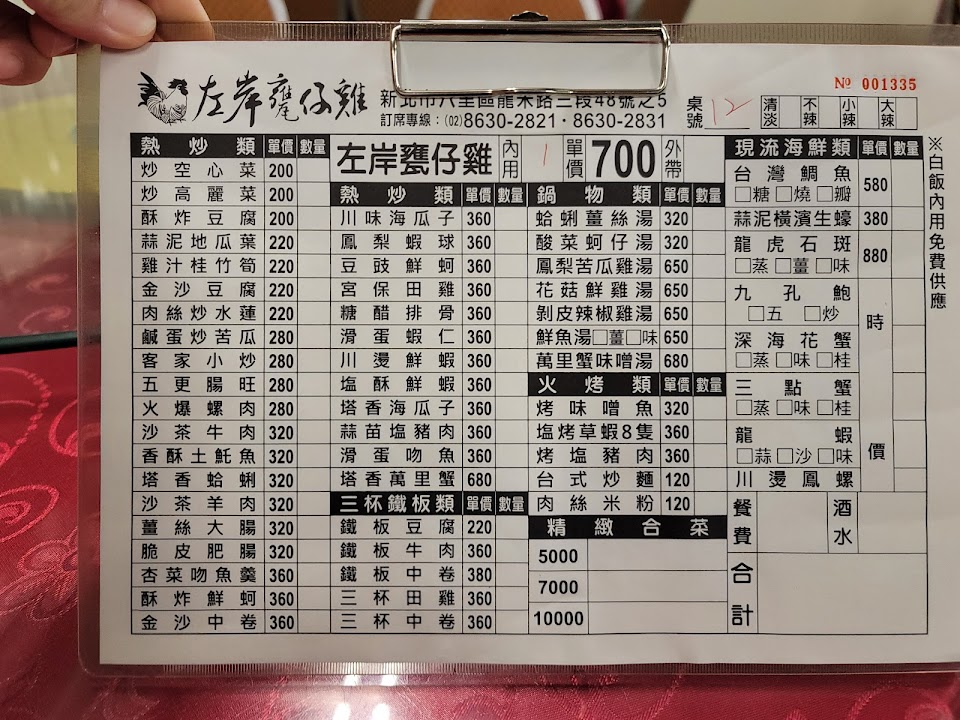 左岸甕仔雞
新北市八里區龍米路三段48號之5
訂席專線：(02)8630-2821・8630-2831
№ 001335
桌號 12
清淡 不辣 小辣 大辣
※白飯內用免費供應
左岸甕仔雞 內用 1 單價 700 外帶
熱炒類 單價 數量
炒空心菜 200
炒高麗菜 200
酥炸豆腐 200
蒜泥地瓜葉 220
雞汁桂竹筍 220
金沙豆腐 220
肉絲炒水蓮 220
鹹蛋炒苦瓜 280
客家小炒 280
五更腸旺 280
火爆螺肉 280
沙茶牛肉 320
香酥土魠魚 320
塔香蛤蜊 320
沙茶羊肉 320
薑絲大腸 320
脆皮肥腸 320
杏菜吻魚羹 360
酥炸鮮蚵 360
金沙中卷 360
熱炒類 單價 數量
川味海瓜子 360
鳳梨蝦球 360
豆豉鮮蚵 360
宮保田雞 360
糖醋排骨 360
滑蛋蝦仁 360
川燙鮮蝦 360
塩酥鮮蝦 360
塔香海瓜子 360
蒜苗塩豬肉 360
滑蛋吻魚 360
塔香萬里蟹 680
三杯鐵板類 單價 數量
鐵板豆腐 220
鐵板牛肉 360
鐵板中卷 380
三杯田雞 360
三杯中卷 360
鍋物類 單價 數量
蛤蜊薑絲湯 320
酸菜蚵仔湯 320
鳳梨苦瓜雞湯 650
花菇鮮雞湯 650
剝皮辣椒雞湯 650
鮮魚湯□薑□味 650
萬里蟹味噌湯 680
火烤類 單價 數量
烤味噌魚 320
塩烤草蝦8隻 360
烤塩豬肉 360
台式炒麵 120
肉絲米粉 120
精緻合菜
5000
7000
10000
現流海鮮類 單價 數量
台灣鯛魚 580
□糖□燒□瓣
蒜泥橫濱生蠔 380
龍虎石斑 880
□蒸□薑□味
九孔鮑
□五□炒
深海花蟹
□蒸□味□桂
三點蟹
□蒸□味□桂
龍蝦
□蒜□沙□味
川燙鳳螺
時價
餐費 酒水
合計